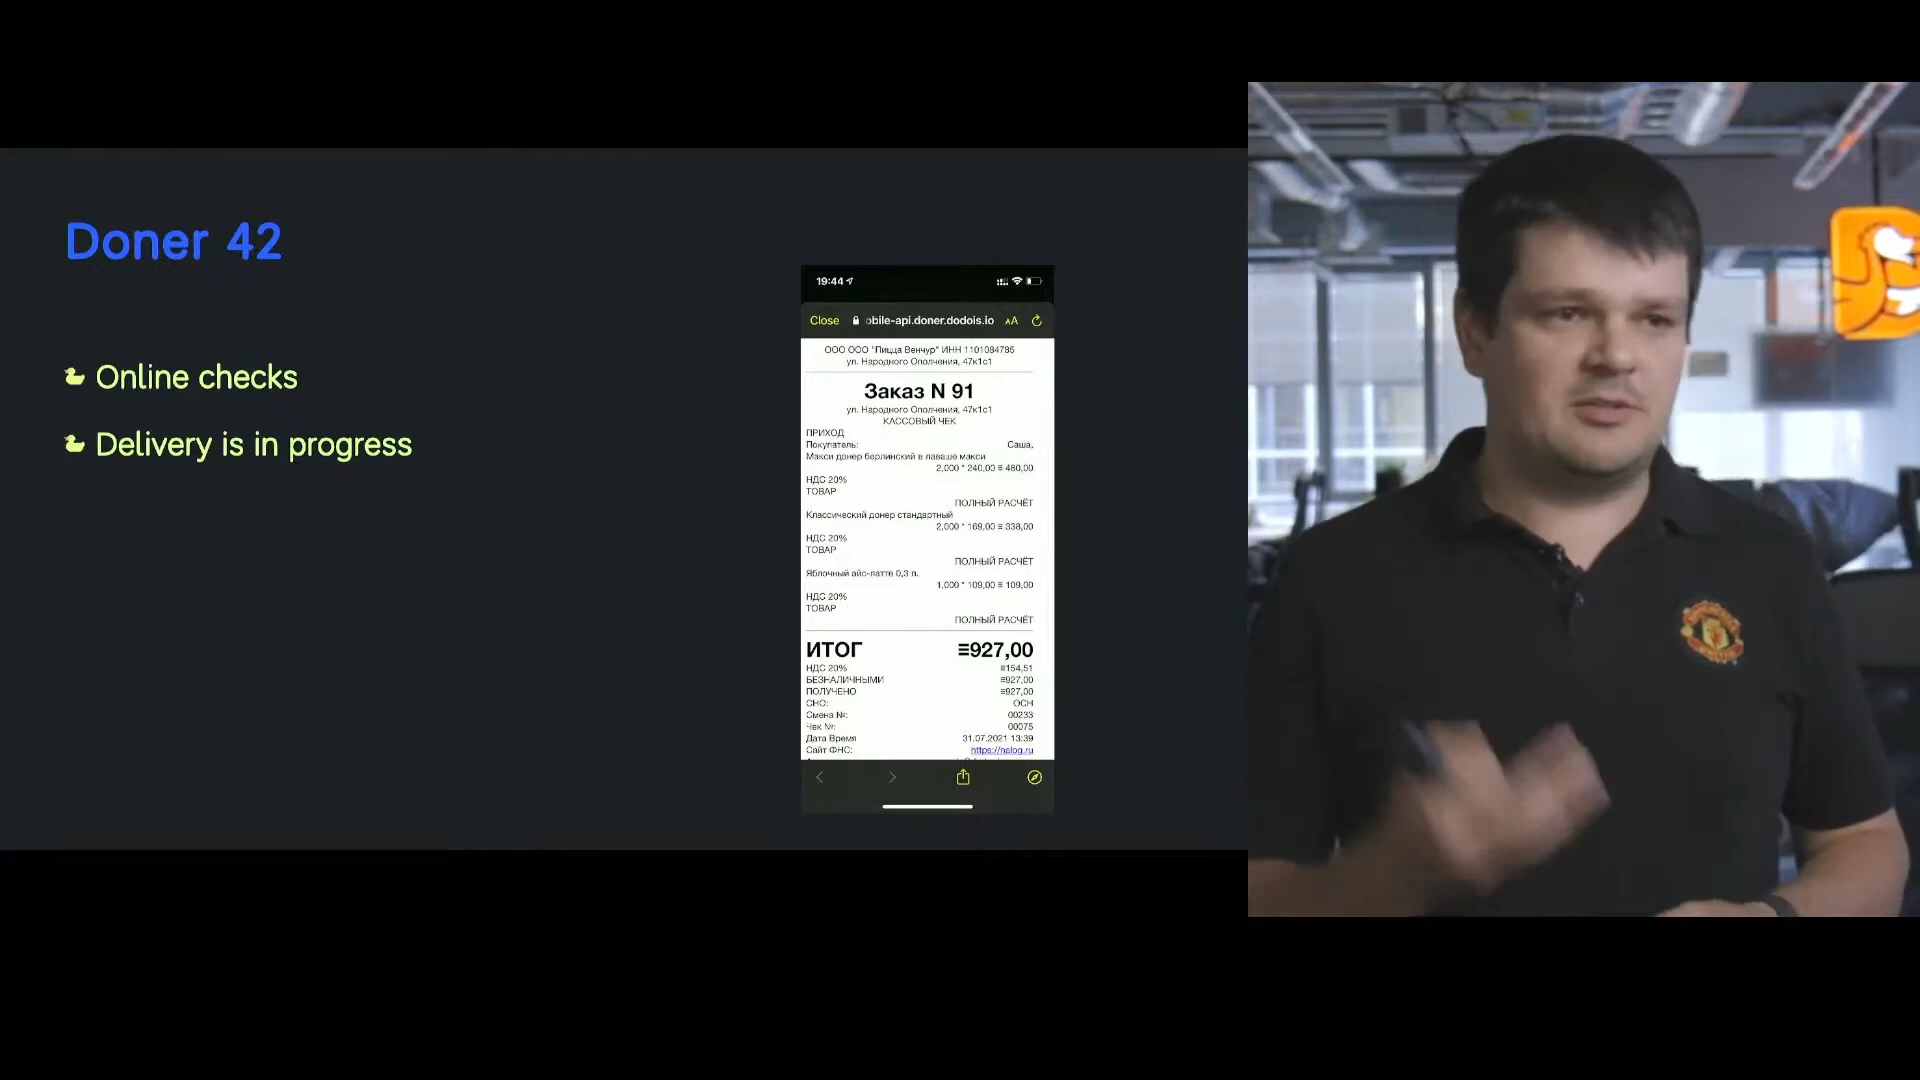 Doner 42
Online checks
Delivery is in progress
19:44
Close
obile-api.doner.dodois.io
AA
ООО ООО "Пицца Венчур" ИНН 1101084785
ул. Народного Ополчения, 47к1с1
Заказ N 91
ул. Народного Ополчения, 47к1с1
КАССОВЫЙ ЧЕК
ПРИХОД
Покупатель: Саша,
Макси донер берлинский в лаваше макси
2,000 * 240,00 ≡ 480,00
НДС 20%
ТОВАР
ПОЛНЫЙ РАСЧЁТ
Классический донер стандартный
2,000 * 169,00 ≡ 338,00
НДС 20%
ТОВАР
ПОЛНЫЙ РАСЧЁТ
Яблочный айс-латте 0,3 л.
1,000 * 109,00 ≡ 109,00
НДС 20%
ТОВАР
ПОЛНЫЙ РАСЧЁТ
ИТОГ ≡927,00
НДС 20% ≡154,51
БЕЗНАЛИЧНЫМИ ≡927,00
ПОЛУЧЕНО ≡927,00
СНО: ОСН
Смена №: 00233
Чек №: 00075
Дата Время 31.07.2021 13:39
Сайт ФНС: https://nalog.ru